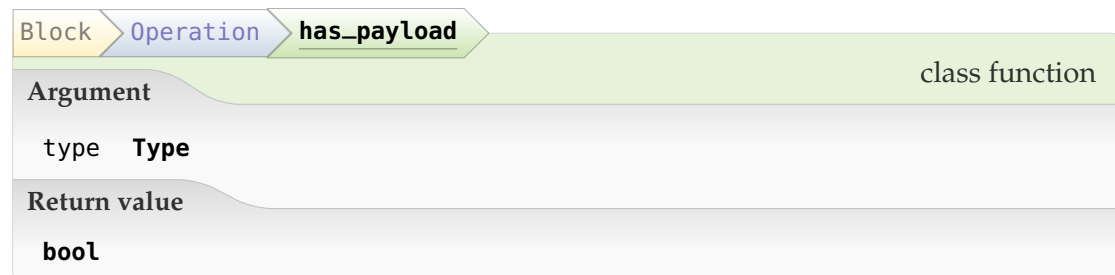 Block Operation has_payload
class function
Argument
type Type
Return value
bool